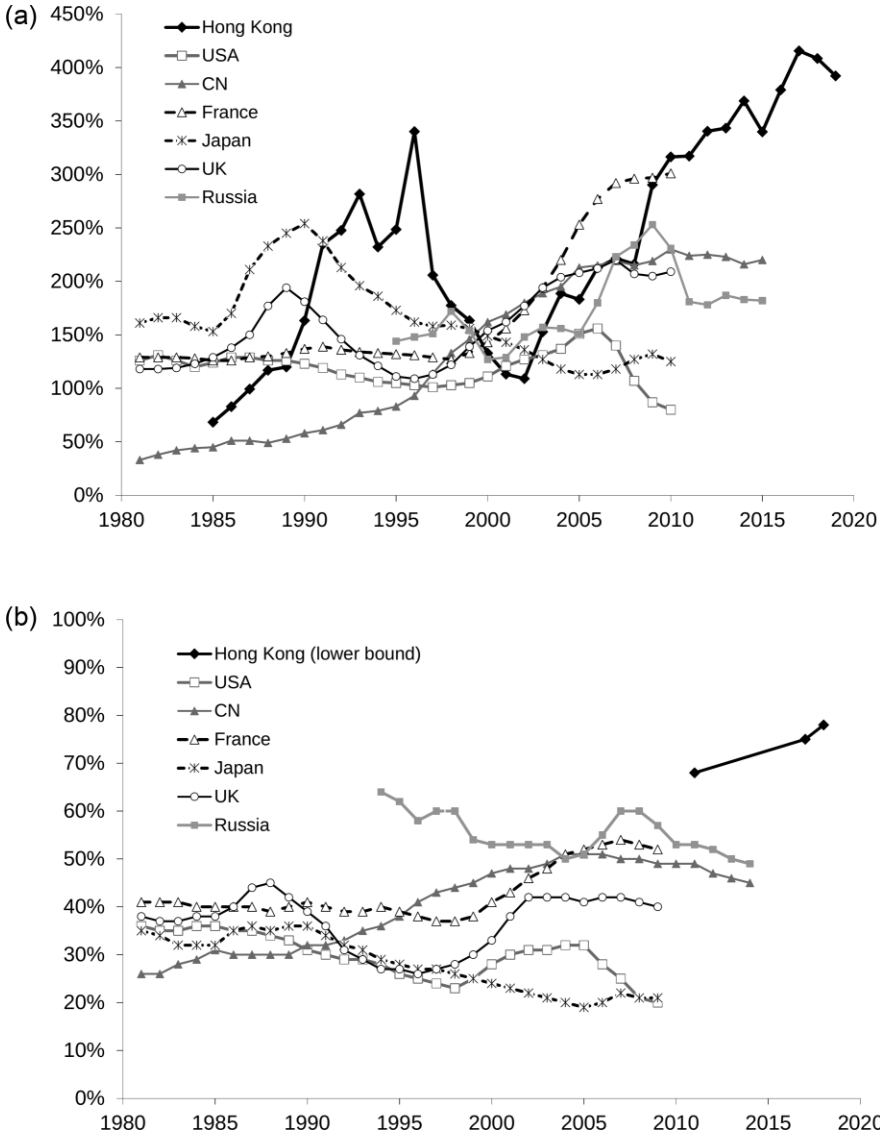 (a)
450%
400%
350%
300%
250%
200%
150%
100%
50%
0%
Hong Kong
USA
CN
France
Japan
UK
Russia
1980 1985 1990 1995 2000 2005 2010 2015 2020
(b)
100%
90%
80%
70%
60%
50%
40%
30%
20%
10%
0%
Hong Kong (lower bound)
USA
CN
France
Japan
UK
Russia
1980 1985 1990 1995 2000 2005 2010 2015 2020